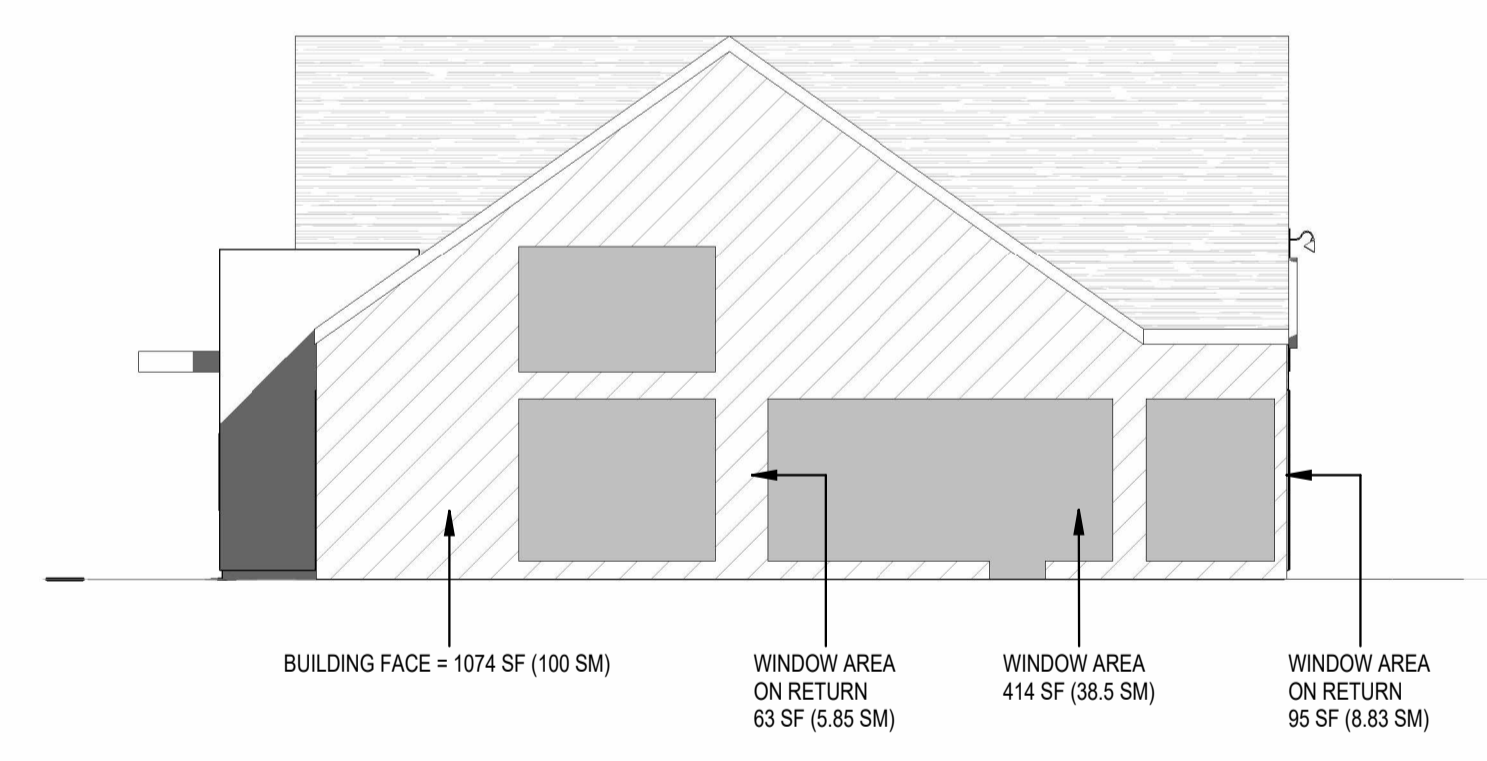 BUILDING FACE = 1074 SF (100 SM)
WINDOW AREA
ON RETURN
63 SF (5.85 SM)
WINDOW AREA
414 SF (38.5 SM)
WINDOW AREA
ON RETURN
95 SF (8.83 SM)